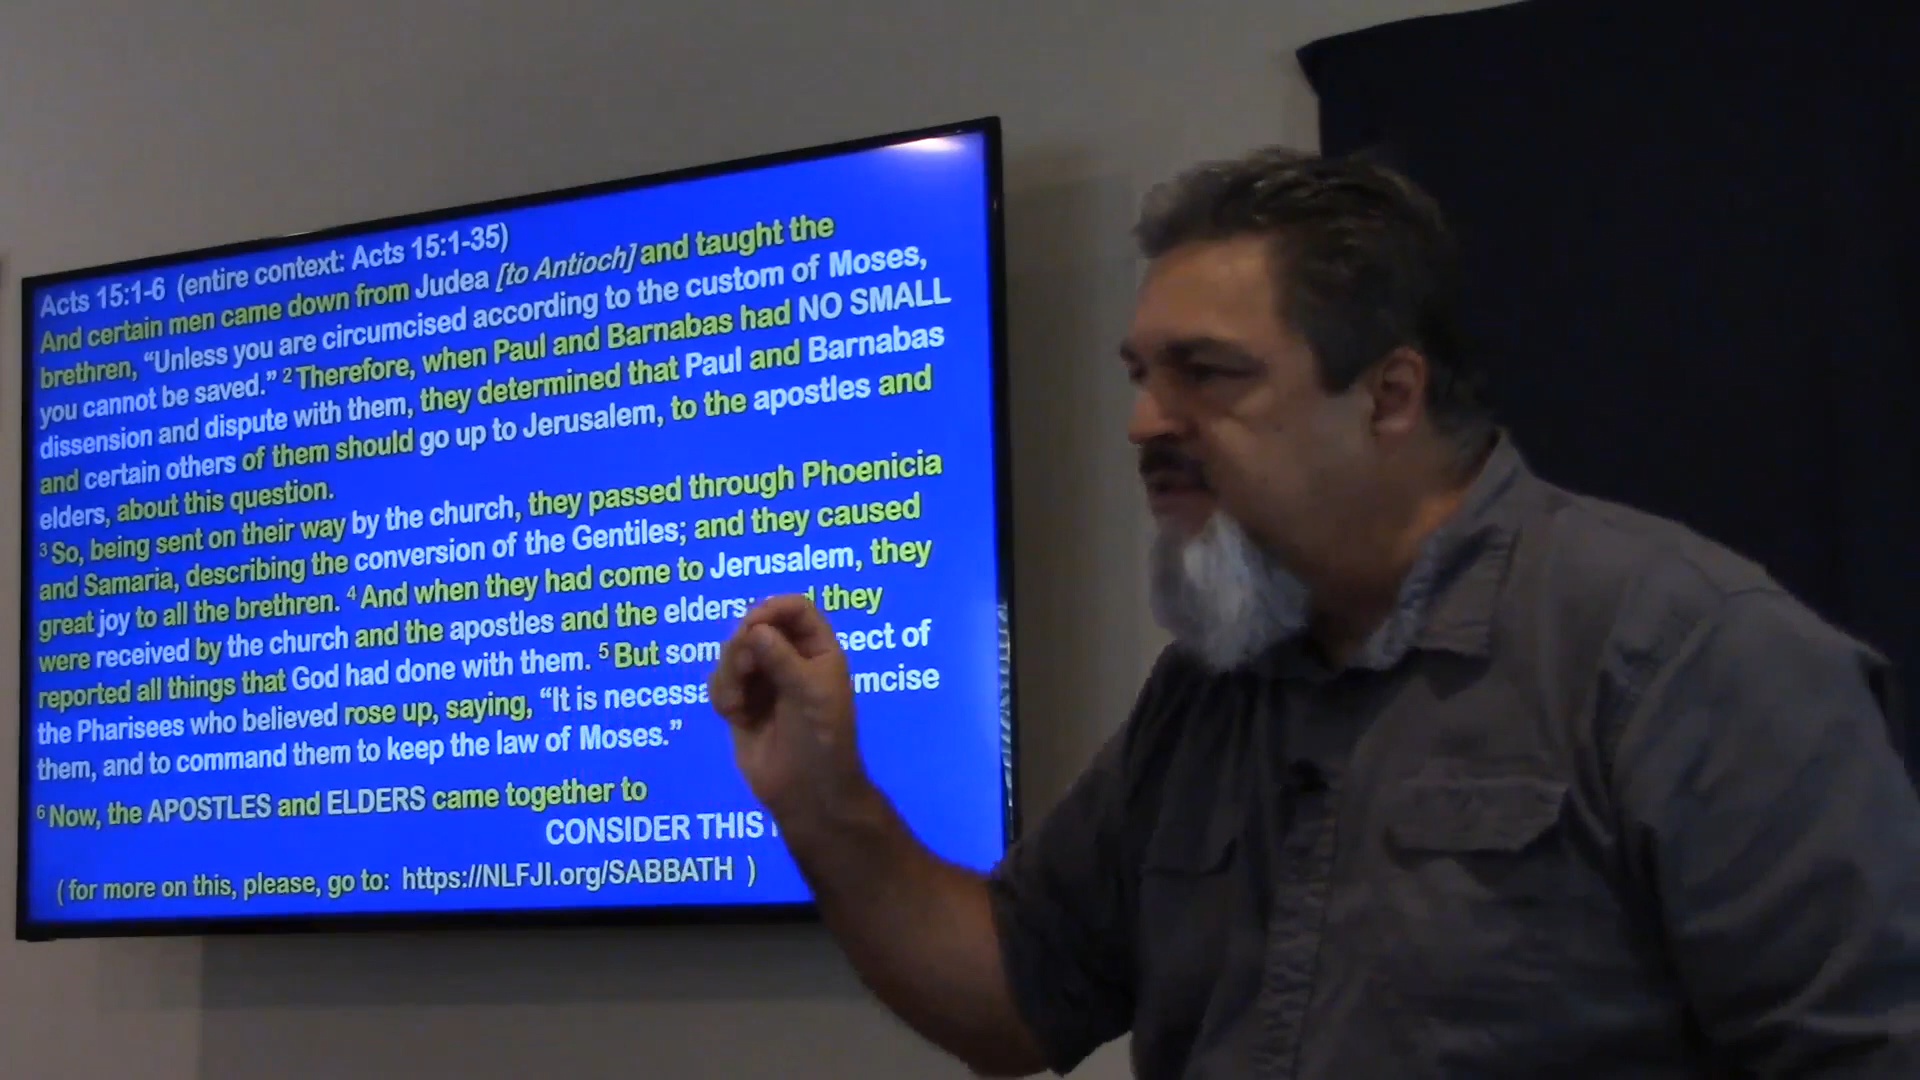 Acts 15:1-6 (entire context: Acts 15:1-35)
And certain men came down from Judea [to Antioch] and taught the
brethren, “Unless you are circumcised according to the custom of Moses,
you cannot be saved.” 2 Therefore, when Paul and Barnabas had NO SMALL
dissension and dispute with them, they determined that Paul and Barnabas
and certain others of them should go up to Jerusalem, to the apostles and
elders, about this question.
3 So, being sent on their way by the church, they passed through Phoenicia
and Samaria, describing the conversion of the Gentiles; and they caused
great joy to all the brethren. 4 And when they had come to Jerusalem, they
were received by the church and the apostles and the elders; they
reported all things that God had done with them. 5 But sect of
the Pharisees who believed rose up, saying, “It is
them, and to command them to keep the law of Moses.”
6 Now, the APOSTLES and ELDERS came together to
CONSIDER THIS
( for more on this, please, go to: https://NLFJI.org/SABBATH )